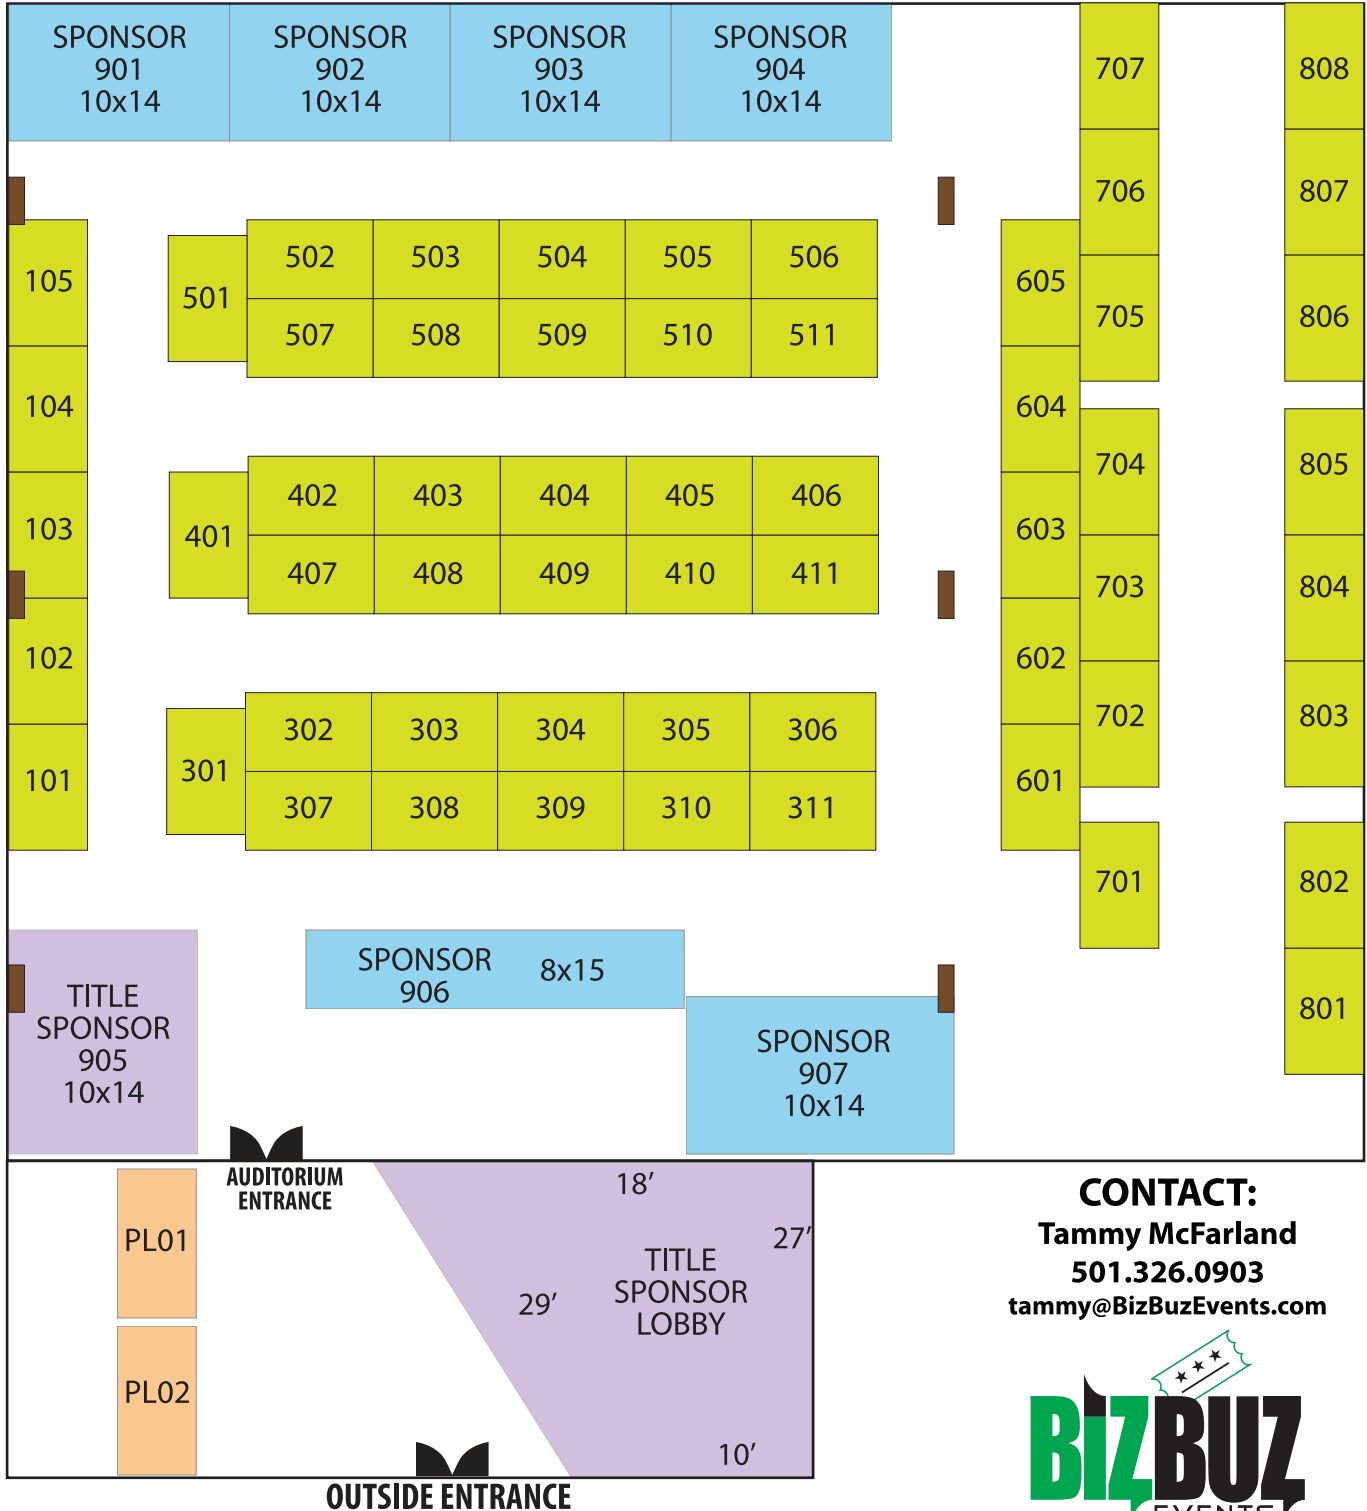 SPONSOR
901
10x14
SPONSOR
902
10x14
SPONSOR
903
10x14
SPONSOR
904
10x14
707
808
706
807
705
806
105
104
103
102
101
501
502
503
504
505
506
507
508
509
510
511
401
402
403
404
405
406
407
408
409
410
411
301
302
303
304
305
306
307
308
309
310
311
605
604
603
602
601
704
703
702
701
805
804
803
802
801
TITLE
SPONSOR
905
10x14
SPONSOR
906
8x15
SPONSOR
907
10x14
AUDITORIUM
ENTRANCE
PL01
PL02
18’
27’
29’
10’
TITLE
SPONSOR
LOBBY
OUTSIDE ENTRANCE
CONTACT:
Tammy McFarland
501.326.0903
tammy@BizBuzEvents.com
BiZBUZ
EVENTS